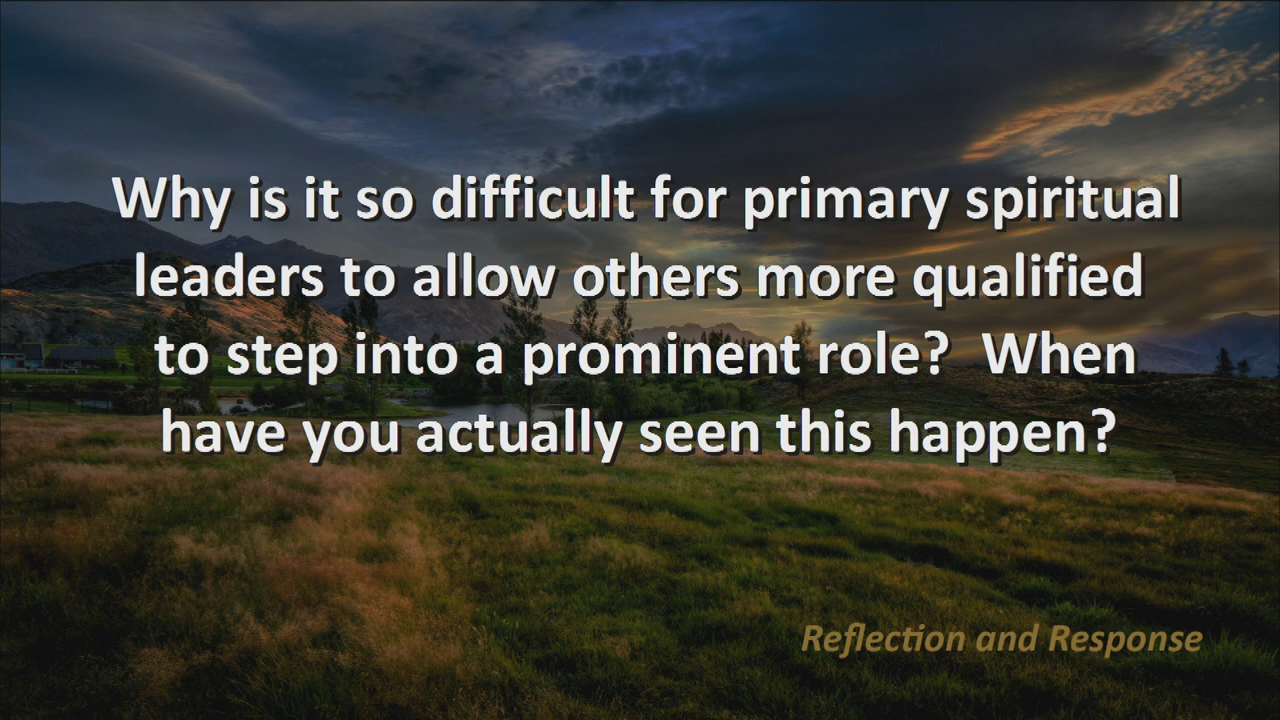 Why is it so difficult for primary spiritual
leaders to allow others more qualified
to step into a prominent role?  When
have you actually seen this happen?
Reflection and Response